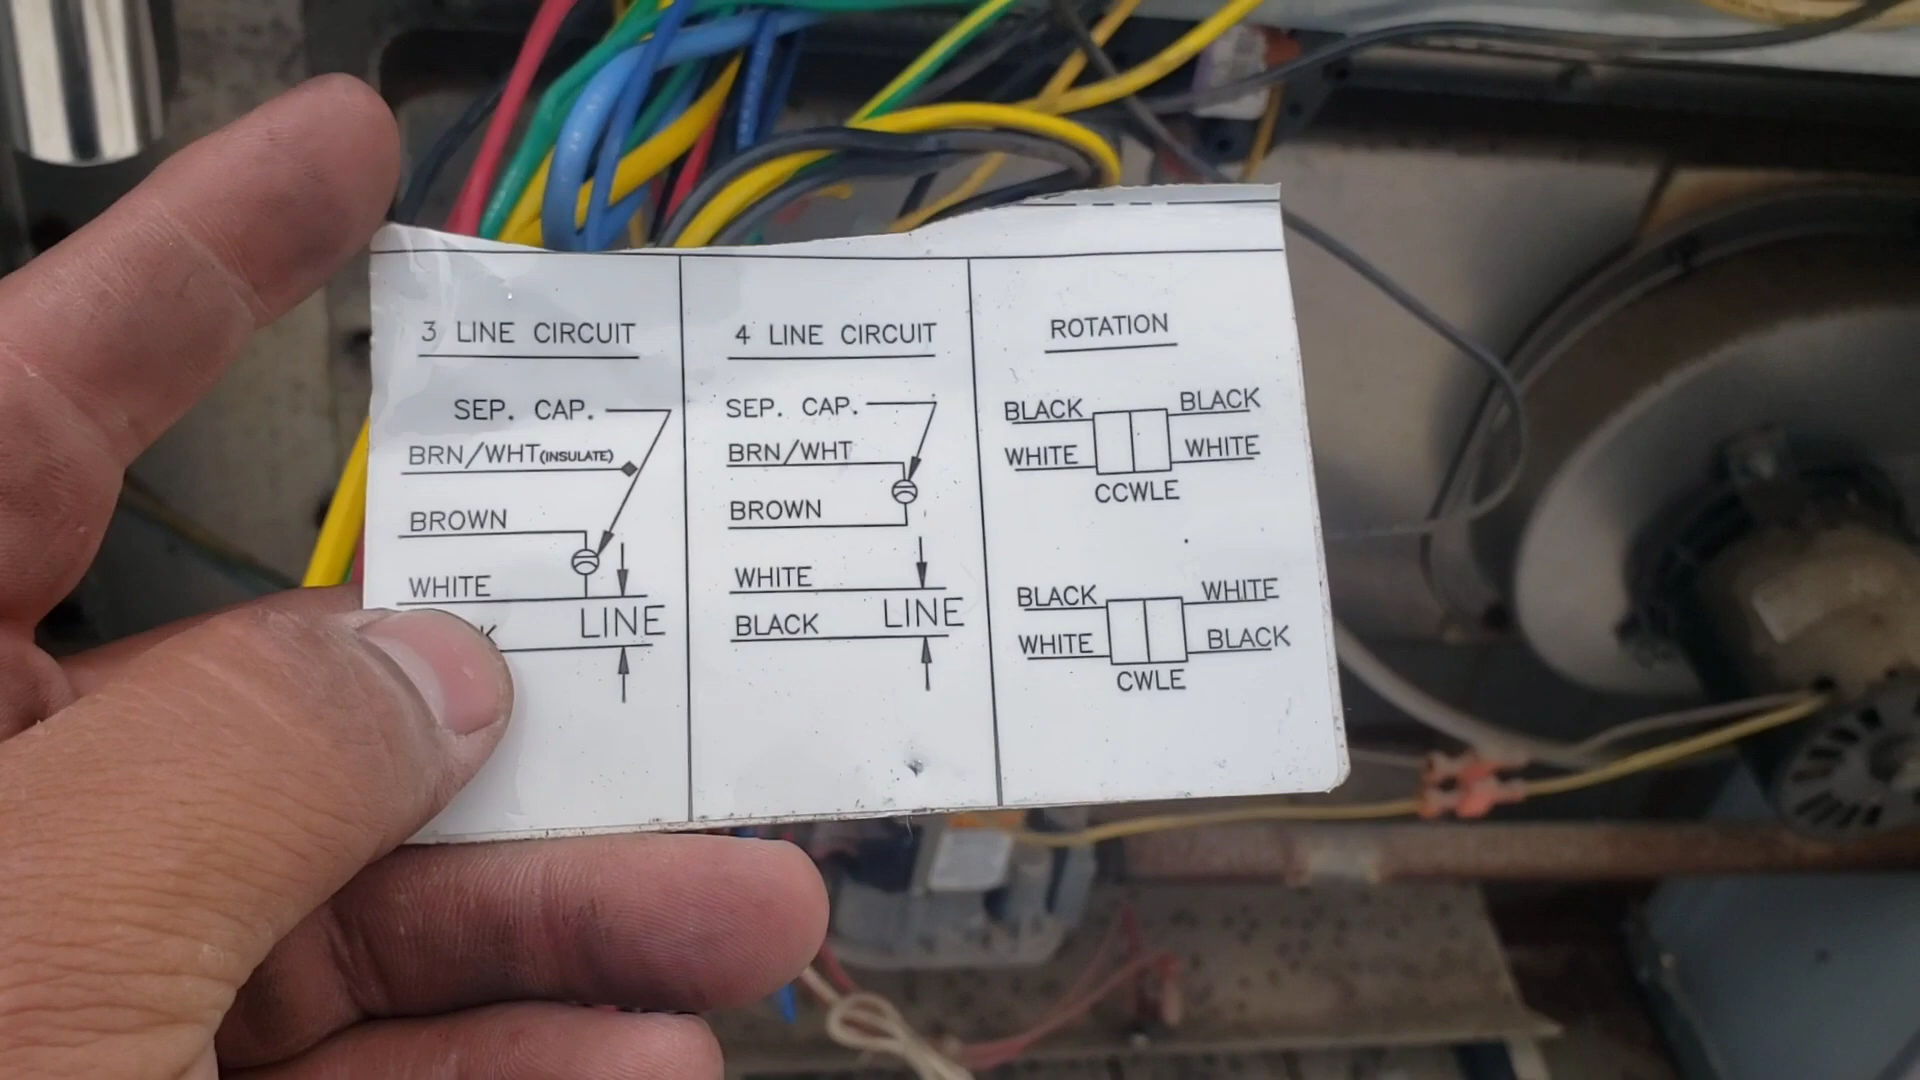 3 LINE CIRCUIT
SEP. CAP.
BRN/WHT(INSULATE)
BROWN
WHITE
LINE
4 LINE CIRCUIT
SEP. CAP.
BRN/WHT
BROWN
WHITE
BLACK
LINE
ROTATION
BLACK BLACK
WHITE WHITE
CCWLE
BLACK WHITE
WHITE BLACK
CWLE